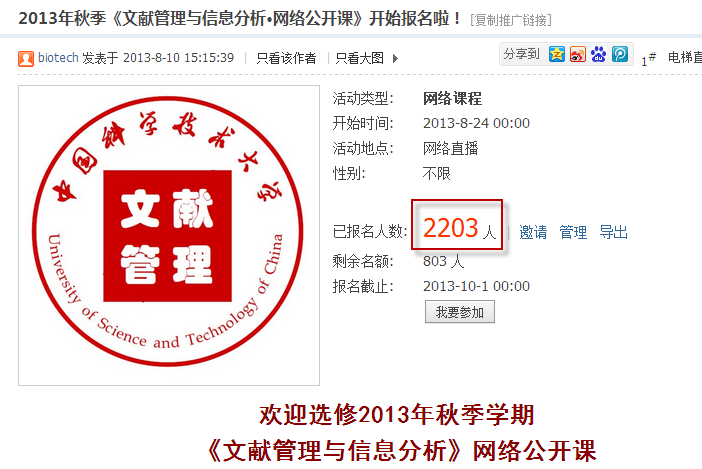 2013年秋季《文献管理与信息分析•网络公开课》开始报名啦！ [复制推广链接]
biotech 发表于 2013-8-10 15:15:39 | 只看该作者 | 只看大图
分享到
1# 电梯直
中国科学技术大学
文献
管理
University of Science and Technology of China
活动类型: 网络课程
开始时间: 2013-8-24 00:00
活动地点: 网络直播
性别: 不限
已报名人数: 2203 人 | 邀请 管理 导出
剩余名额: 803 人
报名截止: 2013-10-1 00:00
我要参加
欢迎选修2013年秋季学期
《文献管理与信息分析》网络公开课